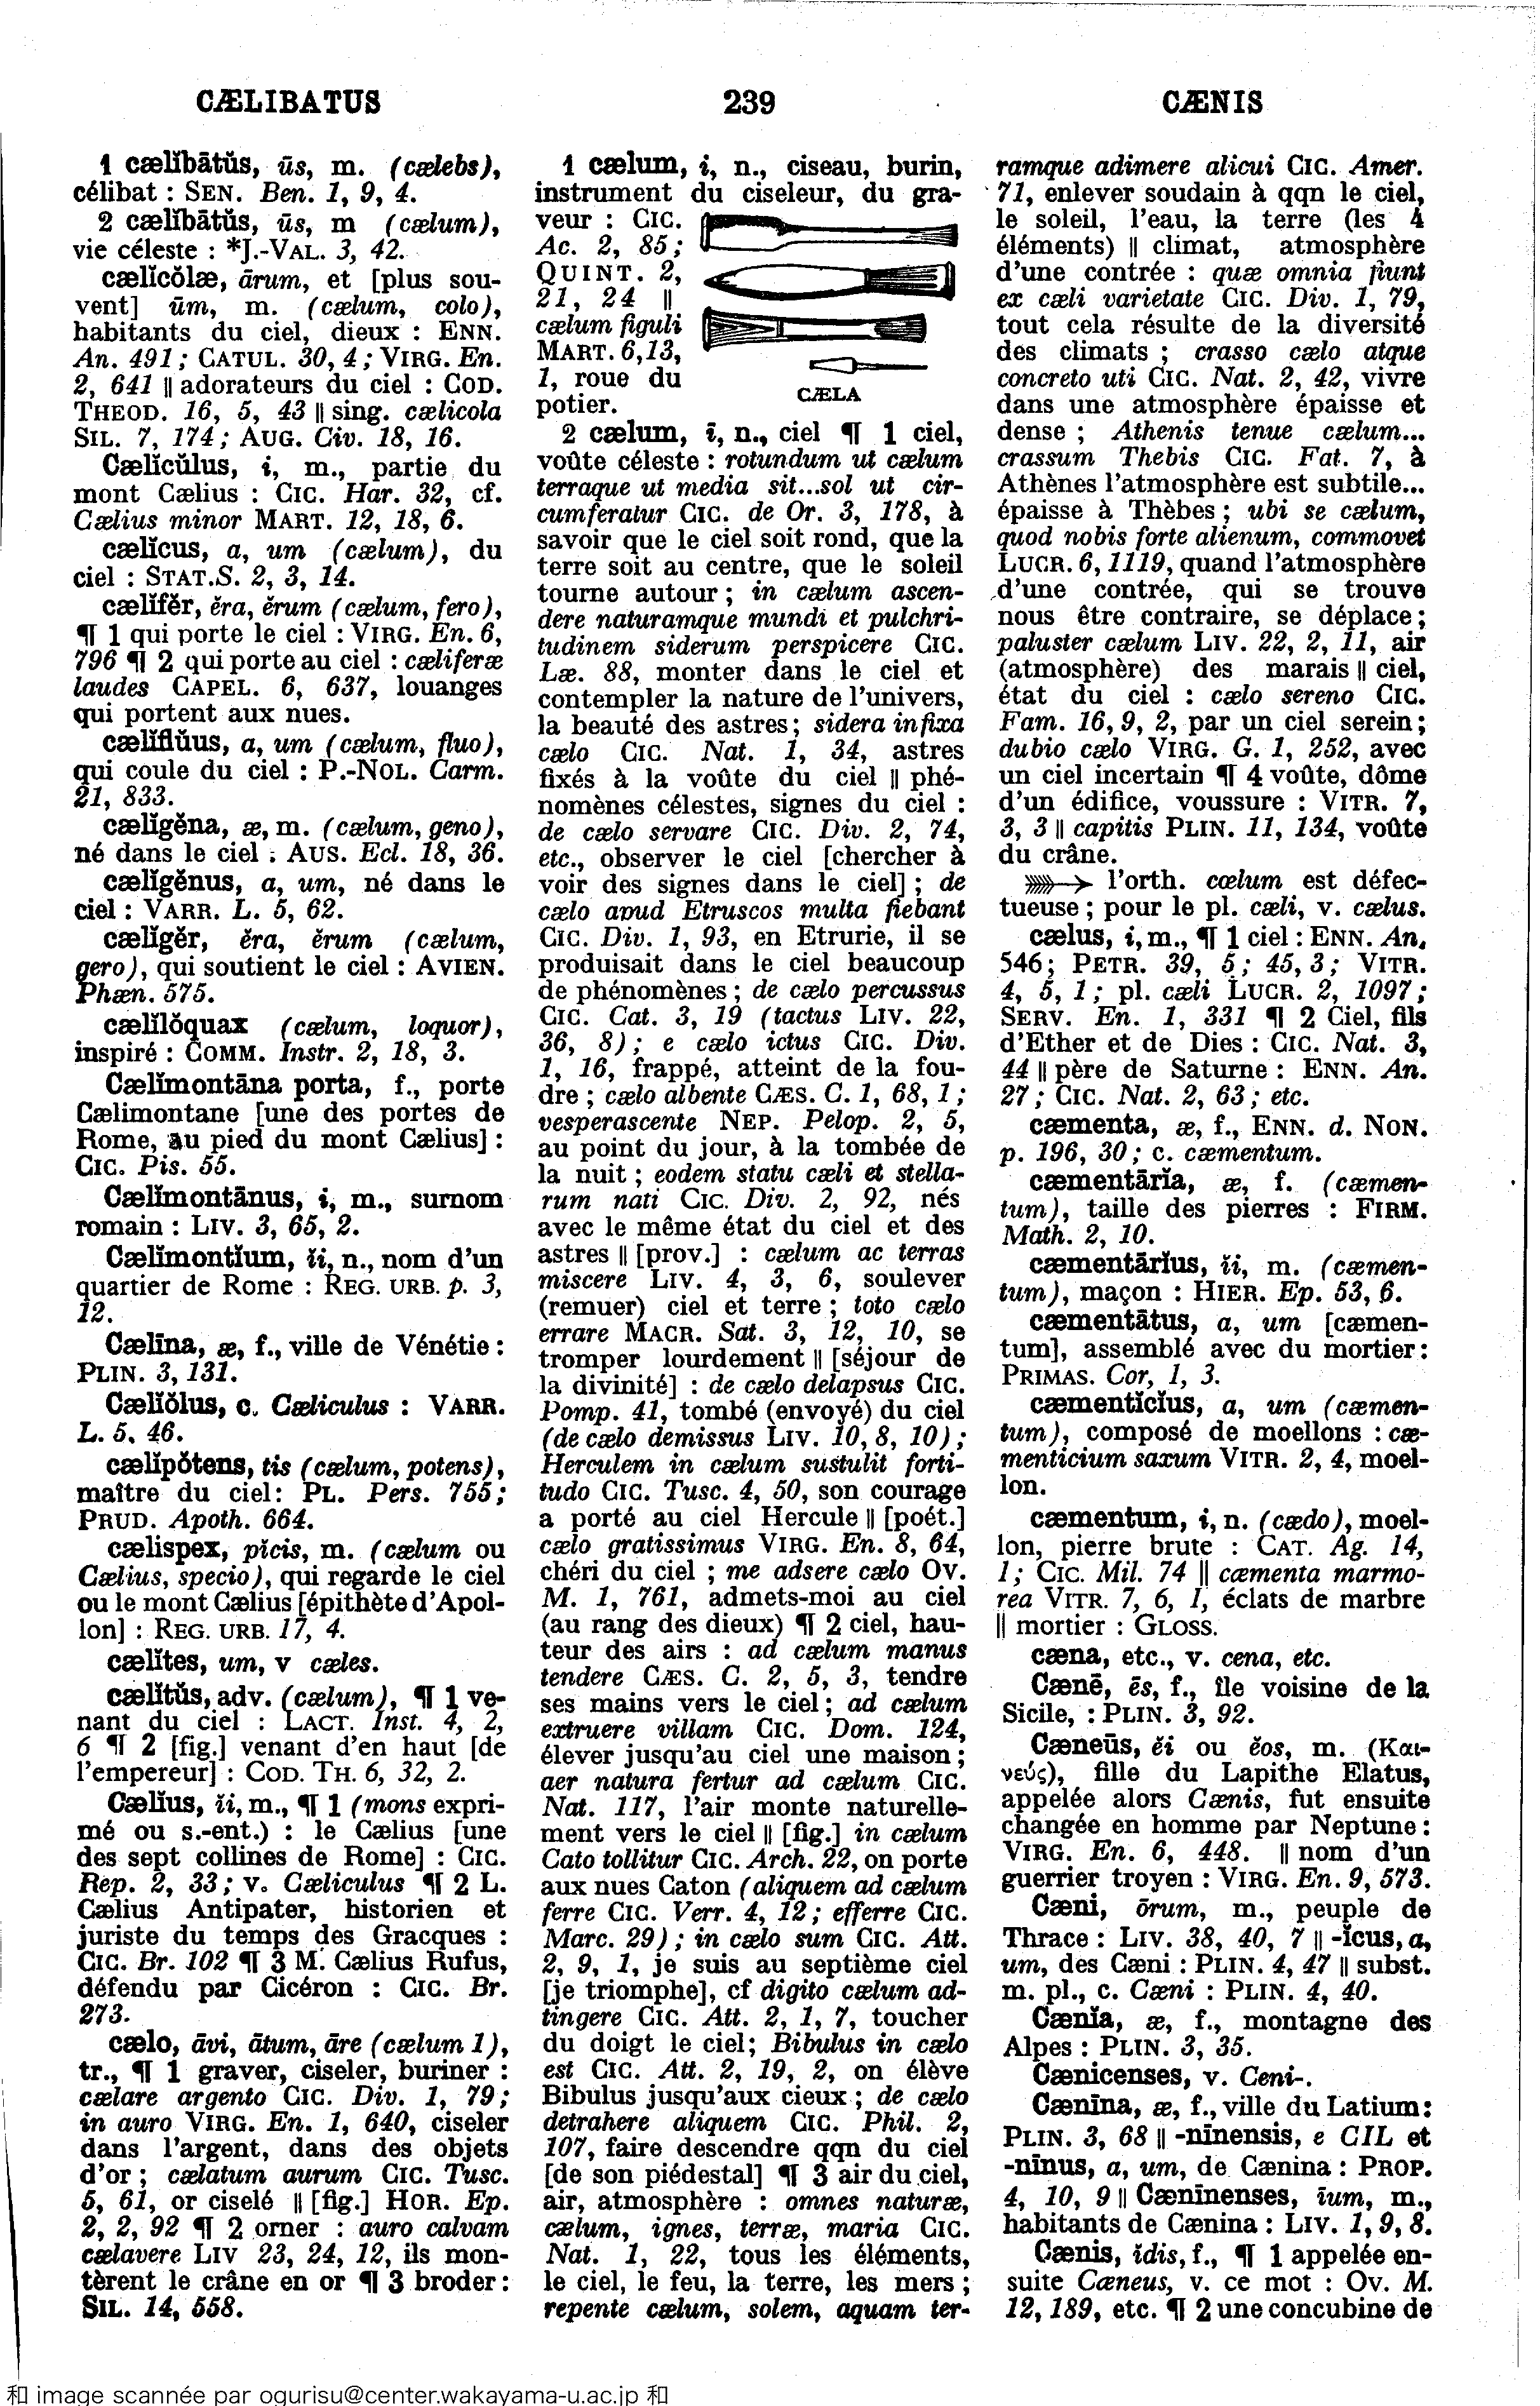 CÆLIBATUS
239
CÆNIS
1 cælĭbātŭs, ūs, m. (cælebs),
célibat : SEN. Ben. 1, 9, 4.
2 cælĭbātŭs, ūs, m (cælum),
vie céleste : *J.-VAL. 3, 42.
cælĭcŏlæ, ārum, et [plus sou-
vent] ūm, m. (cælum, colo),
habitants du ciel, dieux : ENN.
An. 491; CATUL. 30, 4; VIRG. En.
2, 641 || adorateurs du ciel : COD.
THEOD. 16, 5, 43 || sing. cælicola
SIL. 7, 174; AUG. Civ. 18, 16.
Cælĭcŭlus, i, m., partie du
mont Cælius : CIC. Har. 32, cf.
Cælius minor MART. 12, 18, 6.
cælĭcus, a, um (cælum), du
ciel : STAT.S. 2, 3, 14.
cælĭfĕr, ĕra, ĕrum (cælum, fero),
¶ 1 qui porte le ciel : VIRG. En. 6,
796 ¶ 2 qui porte au ciel : cæliferæ
laudes CAPEL. 6, 637, louanges
qui portent aux nues.
cælĭflŭus, a, um (cælum, fluo),
qui coule du ciel : P.-NOL. Carm.
21, 833.
cælĭgĕna, æ, m. (cælum, geno),
né dans le ciel : AUS. Ecl. 18, 36.
cælĭgĕnus, a, um, né dans le
ciel : VARR. L. 5, 62.
cælĭgĕr, ĕra, ĕrum (cælum,
gero), qui soutient le ciel : AVIEN.
Phæn. 575.
cælĭlŏquax (cælum, loquor),
inspiré : COMM. Instr. 2, 18, 3.
Cælĭmontāna porta, f., porte
Cælimontane [une des portes de
Rome, au pied du mont Cælius] :
CIC. Pis. 55.
Cælĭmontānus, i, m., surnom
romain : LIV. 3, 65, 2.
Cælĭmontĭum, ĭi, n., nom d'un
quartier de Rome : REG. URB. p. 3,
12.
Cælīna, æ, f., ville de Vénétie :
PLIN. 3, 131.
Cælĭŏlus, c. Cæliculus : VARR.
L. 5, 46.
cælĭpŏtens, tis (cælum, potens),
maître du ciel: PL. Pers. 755;
PRUD. Apoth. 664.
cælispex, pĭcis, m. (cælum ou
Cælius, specio), qui regarde le ciel
ou le mont Cælius [épithète d'Apol-
lon] : REG. URB. 17, 4.
cælĭtes, um, v cæles.
cælĭtŭs, adv. (cælum), ¶ 1 ve-
nant du ciel : LACT. Inst. 4, 2,
6 ¶ 2 [fig.] venant d'en haut [de
l'empereur] : COD. TH. 6, 32, 2.
Cælĭus, ĭi, m., ¶ 1 (mons expri-
mé ou s.-ent.) : le Cælius [une
des sept collines de Rome] : CIC.
Rep. 2, 33; v. Cæliculus ¶ 2 L.
Cælius Antipater, historien et
juriste du temps des Gracques :
CIC. Br. 102 ¶ 3 M. Cælius Rufus,
défendu par Cicéron : CIC. Br.
273.
cælo, āvi, ātum, āre (cælum 1),
tr., ¶ 1 graver, ciseler, buriner :
cælare argento CIC. Div. 1, 79;
in auro VIRG. En. 1, 640, ciseler
dans l'argent, dans des objets
d'or ; cælatum aurum CIC. Tusc.
5, 61, or ciselé || [fig.] HOR. Ep.
2, 2, 92 ¶ 2 orner : auro calvam
cælavere LIV 23, 24, 12, ils mon-
tèrent le crâne en or ¶ 3 broder :
SIL. 14, 558.
1 cælum, i, n., ciseau, burin,
instrument du ciseleur, du gra-
veur : CIC.
Ac. 2, 85;
QUINT. 2,
21, 24 ||
cælum figuli
MART. 6,13,
1, roue du
potier.
CÆLA
2 cælum, ī, n., ciel ¶ 1 ciel,
voûte céleste : rotundum ut cælum
terraque ut media sit...sol ut cir-
cumferatur CIC. de Or. 3, 178, à
savoir que le ciel soit rond, que la
terre soit au centre, que le soleil
tourne autour ; in cælum ascen-
dere naturamque mundi et pulchri-
tudinem siderum perspicere CIC.
Læ. 88, monter dans le ciel et
contempler la nature de l'univers,
la beauté des astres; sidera infixa
cælo CIC. Nat. 1, 34, astres
fixés à la voûte du ciel || phé-
nomènes célestes, signes du ciel :
de cælo servare CIC. Div. 2, 74,
etc., observer le ciel [chercher à
voir des signes dans le ciel] ; de
cælo apud Etruscos multa fiebant
CIC. Div. 1, 93, en Etrurie, il se
produisait dans le ciel beaucoup
de phénomènes ; de cælo percussus
CIC. Cat. 3, 19 (tactus LIV. 22,
36, 8) ; e cælo ictus CIC. Div.
1, 16, frappé, atteint de la fou-
dre ; cælo albente CÆS. C. 1, 68, 1 ;
vesperascente NEP. Pelop. 2, 5,
au point du jour, à la tombée de
la nuit ; eodem statu cæli et stella-
rum nati CIC. Div. 2, 92, nés
avec le même état du ciel et des
astres || [prov.] : cælum ac terras
miscere LIV. 4, 3, 6, soulever
(remuer) ciel et terre ; toto cælo
errare MACR. Sat. 3, 12, 10, se
tromper lourdement || [séjour de
la divinité] : de cælo delapsus CIC.
Pomp. 41, tombé (envoyé) du ciel
(de cælo demissus LIV. 10, 8, 10) ;
Herculem in cælum sustulit forti-
tudo CIC. Tusc. 4, 50, son courage
a porté au ciel Hercule || [poét.]
cælo gratissimus VIRG. En. 8, 64,
chéri du ciel ; me adsere cælo OV.
M. 1, 761, admets-moi au ciel
(au rang des dieux) ¶ 2 ciel, hau-
teur des airs : ad cælum manus
tendere CÆS. C. 2, 5, 3, tendre
ses mains vers le ciel ; ad cælum
extruere villam CIC. Dom. 124,
élever jusqu'au ciel une maison ;
aer natura fertur ad cælum CIC.
Nat. 117, l'air monte naturelle-
ment vers le ciel || [fig.] in cælum
Cato tollitur CIC. Arch. 22, on porte
aux nues Caton (aliquem ad cælum
ferre CIC. Verr. 4, 12 ; efferre CIC.
Marc. 29) ; in cælo sum CIC. Att.
2, 9, 1, je suis au septième ciel
[je triomphe], cf digito cælum ad-
tingere CIC. Att. 2, 1, 7, toucher
du doigt le ciel; Bibulus in cælo
est CIC. Att. 2, 19, 2, on élève
Bibulus jusqu'aux cieux ; de cælo
detrahere aliquem CIC. Phil. 2,
107, faire descendre qqn du ciel
[de son piédestal] ¶ 3 air du ciel,
air, atmosphère : omnes naturæ,
cælum, ignes, terræ, maria CIC.
Nat. 1, 22, tous les éléments,
le ciel, le feu, la terre, les mers ;
repente cælum, solem, aquam ter-
ramque adimere alicui CIC. Amer.
71, enlever soudain à qqn le ciel,
le soleil, l'eau, la terre (les 4
éléments) || climat, atmosphère
d'une contrée : quæ omnia fiunt
ex cæli varietate CIC. Div. 1, 79,
tout cela résulte de la diversité
des climats ; crasso cælo atque
concreto uti CIC. Nat. 2, 42, vivre
dans une atmosphère épaisse et
dense ; Athenis tenue cælum...
crassum Thebis CIC. Fat. 7, à
Athènes l'atmosphère est subtile...
épaisse à Thèbes ; ubi se cælum,
quod nobis forte alienum, commovet
LUCR. 6, 1119, quand l'atmosphère
d'une contrée, qui se trouve
nous être contraire, se déplace ;
paluster cælum LIV. 22, 2, 11, air
(atmosphère) des marais || ciel,
état du ciel : cælo sereno CIC.
Fam. 16, 9, 2, par un ciel serein ;
dubio cælo VIRG. G. 1, 252, avec
un ciel incertain ¶ 4 voûte, dôme
d'un édifice, voussure : VITR. 7,
3, 3 || capitis PLIN. 11, 134, voûte
du crâne.
l'orth. cœlum est défec-
tueuse ; pour le pl. cæli, v. cælus.
cælus, i, m., ¶ 1 ciel : ENN. An.
546; PETR. 39, 5; 45, 3; VITR.
4, 5, 1; pl. cæli LUCR. 2, 1097;
SERV. En. 1, 331 ¶ 2 Ciel, fils
d'Ether et de Dies : CIC. Nat. 3,
44 || père de Saturne : ENN. An.
27; CIC. Nat. 2, 63; etc.
cæmenta, æ, f., ENN. d. NON.
p. 196, 30; c. cæmentum.
cæmentārĭa, æ, f. (cæmen-
tum), taille des pierres : FIRM.
Math. 2, 10.
cæmentārĭus, ĭi, m. (cæmen-
tum), maçon : HIER. Ep. 53, 6.
cæmentātus, a, um [cæmen-
tum], assemblé avec du mortier :
PRIMAS. Cor, 1, 3.
cæmentĭcĭus, a, um (cæmen-
tum), composé de moellons : cæ-
menticium saxum VITR. 2, 4, moel-
lon.
cæmentum, i, n. (cædo), moel-
lon, pierre brute : CAT. Ag. 14,
1; CIC. Mil. 74 || cæmenta marmo-
rea VITR. 7, 6, 1, éclats de marbre
|| mortier : GLOSS.
cæna, etc., v. cena, etc.
Cænē, ēs, f., île voisine de la
Sicile, : PLIN. 3, 92.
Cæneūs, ĕi ou ĕos, m. (Και-
νεύς), fille du Lapithe Elatus,
appelée alors Cænis, fut ensuite
changée en homme par Neptune :
VIRG. En. 6, 448. || nom d'un
guerrier troyen : VIRG. En. 9, 573.
Cæni, ōrum, m., peuple de
Thrace : LIV. 38, 40, 7 || -ĭcus, a,
um, des Cæni : PLIN. 4, 47 || subst.
m. pl., c. Cæni : PLIN. 4, 40.
Cænĭa, æ, f., montagne des
Alpes : PLIN. 3, 35.
Cænicenses, v. Ceni-.
Cænīna, æ, f., ville du Latium :
PLIN. 3, 68 || -nīnensis, e CIL et
-nīnus, a, um, de Cænina : PROP.
4, 10, 9 || Cænīnenses, ĭum, m.,
habitants de Cænina : LIV. 1, 9, 8.
Cænis, ĭdis, f., ¶ 1 appelée en-
suite Cæneus, v. ce mot : OV. M.
12, 189, etc. ¶ 2 une concubine de
和 image scannée par ogurisu@center.wakayama-u.ac.jp 和